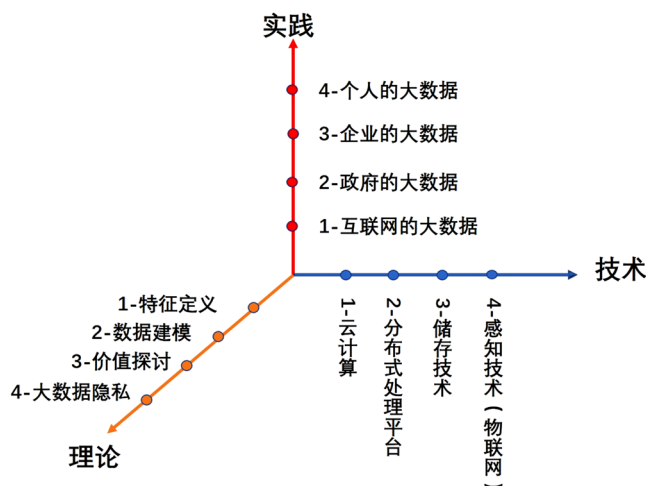 实践
4-个人的大数据
3-企业的大数据
2-政府的大数据
1-互联网的大数据
技术
1-云计算
2-分布式处理平台
3-储存技术
4-感知技术(物联网
1-特征定义
2-数据建模
3-价值探讨
4-大数据隐私
理论